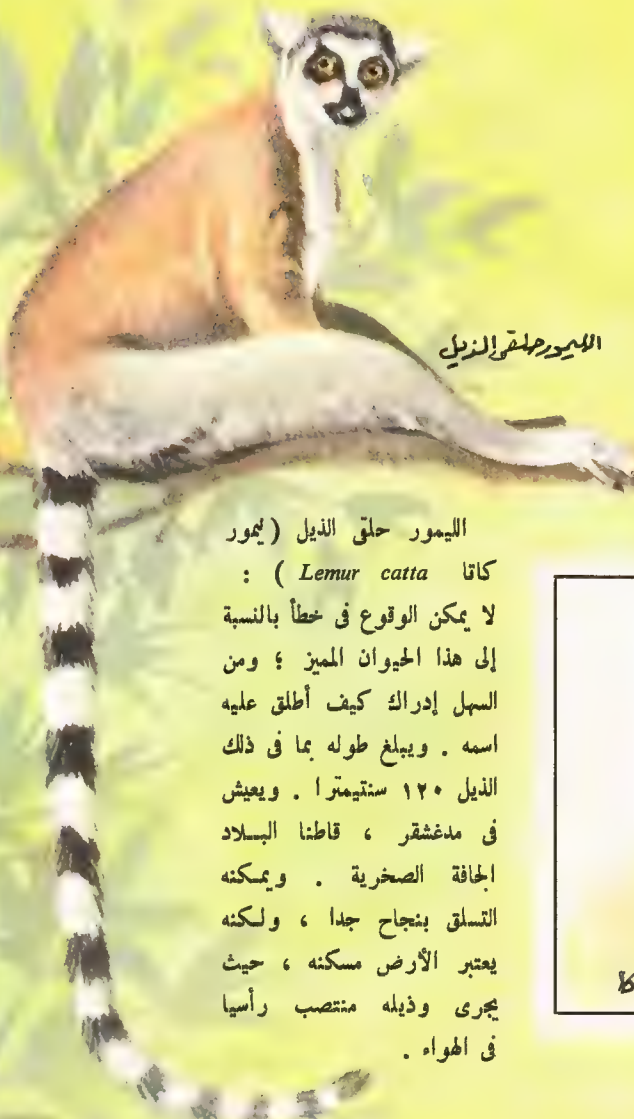 الليمور حلقى الذيل
الليمور حلقى الذيل ( ليمور
كاتا Lemur catta ) :
لا يمكن الوقوع فى خطأ بالنسبة
إلى هذا الحيوان المميز ؛ ومن
السهل إدراك كيف أطلق عليه
اسمه . ويبلغ طوله بما فى ذلك
الذيل ١٢٠ سنتيمترا . ويعيش
فى مدغشقر ، قاطنا البلاد
الجافة الصخرية . ويمكنه
التسلق بنجاح جدا ، ولكنه
يعتبر الأرض مسكنه ، حيث
يجرى وذيله منتصب رأسيا
فى الهواء .